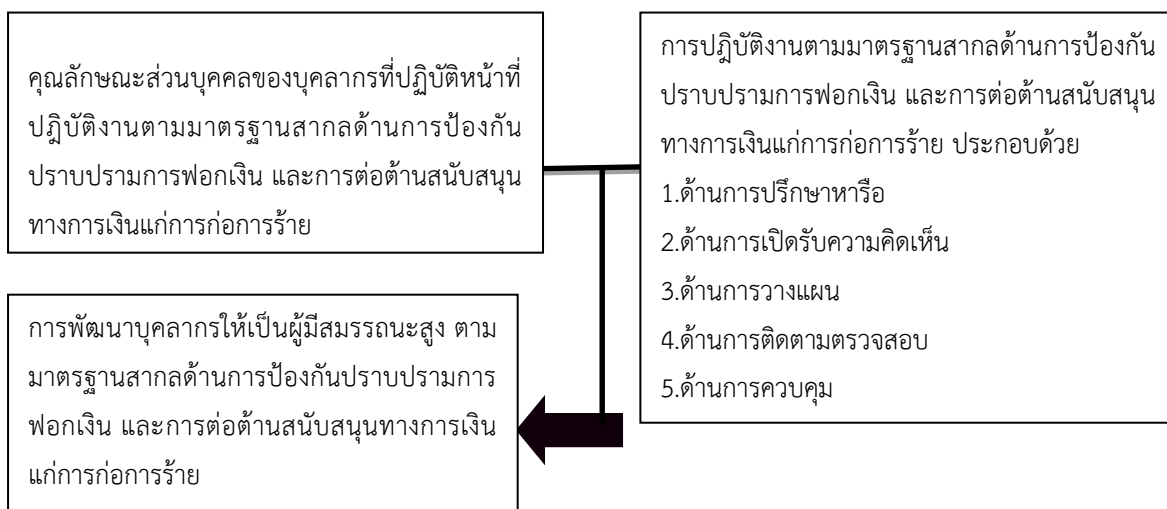 คุณลักษณะส่วนบุคคลของบุคลากรที่ปฏิบัติหน้าที่
ปฎิบัติงานตามมาตรฐานสากลด้านการป้องกัน
ปราบปรามการฟอกเงิน และการต่อต้านสนับสนุน
ทางการเงินแก่การก่อการร้าย
การปฎิบัติงานตามมาตรฐานสากลด้านการป้องกัน
ปราบปรามการฟอกเงิน และการต่อต้านสนับสนุน
ทางการเงินแก่การก่อการร้าย ประกอบด้วย
1.ด้านการปรึกษาหารือ
2.ด้านการเปิดรับความคิดเห็น
3.ด้านการวางแผน
4.ด้านการติดตามตรวจสอบ
5.ด้านการควบคุม
การพัฒนาบุคลากรให้เป็นผู้มีสมรรถนะสูง ตาม
มาตรฐานสากลด้านการป้องกันปราบปรามการ
ฟอกเงิน และการต่อต้านสนับสนุนทางการเงิน
แก่การก่อการร้าย